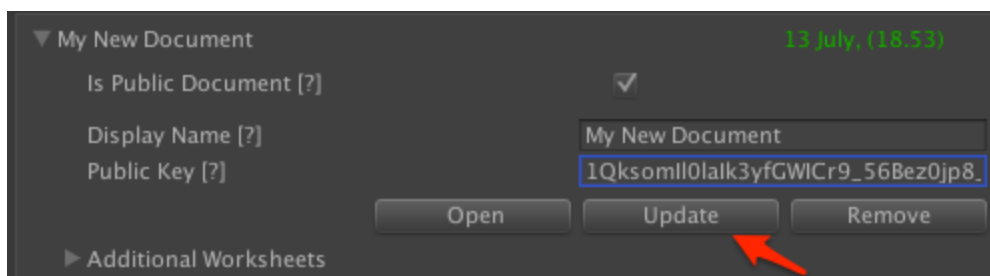 My New Document 13 July, (18.53)
Is Public Document [?]
Display Name [?] My New Document
Public Key [?] 1QksomIl0laIk3yfGWICr9_56Bez0jp8_
Open Update Remove
Additional Worksheets